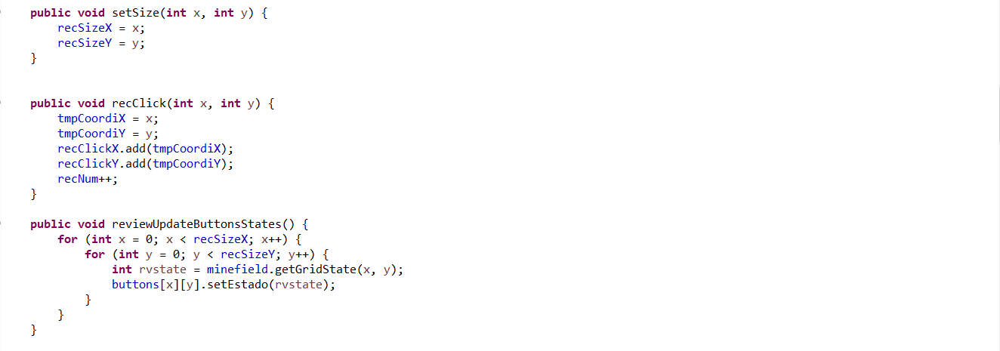 public void setSize(int x, int y) {
    recSizeX = x;
    recSizeY = y;
}
public void recClick(int x, int y) {
    tmpCoordiX = x;
    tmpCoordiY = y;
    recClickX.add(tmpCoordiX);
    recClickY.add(tmpCoordiY);
    recNum++;
}
public void reviewUpdateButtonsStates() {
    for (int x = 0; x < recSizeX; x++) {
        for (int y = 0; y < recSizeY; y++) {
            int rvstate = minefield.getGridState(x, y);
            buttons[x][y].setEstado(rvstate);
        }
    }
}